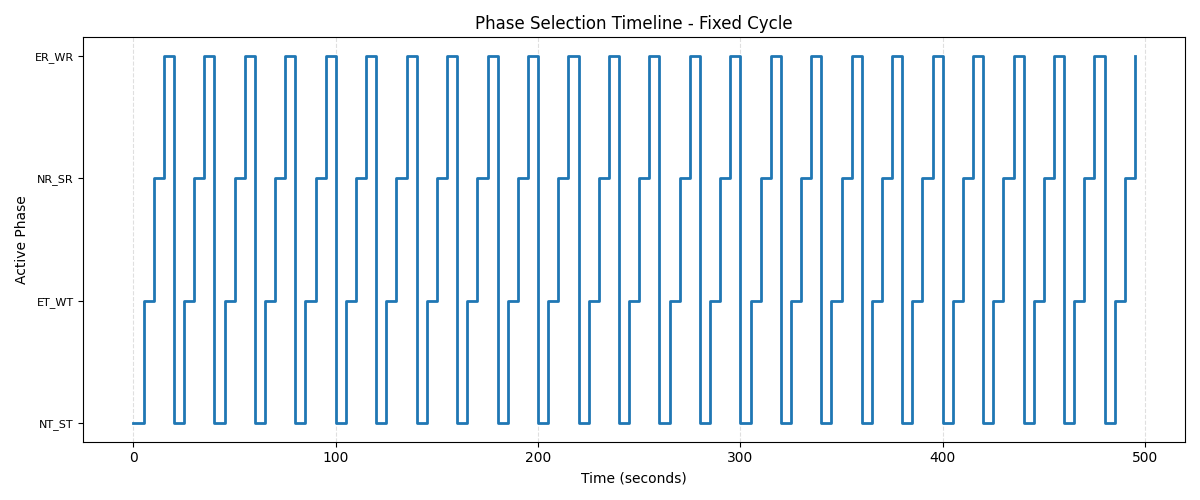 Phase Selection Timeline - Fixed Cycle
ER_WR
NR_SR
ET_WT
NT_ST
Active Phase
0 100 200 300 400 500
Time (seconds)